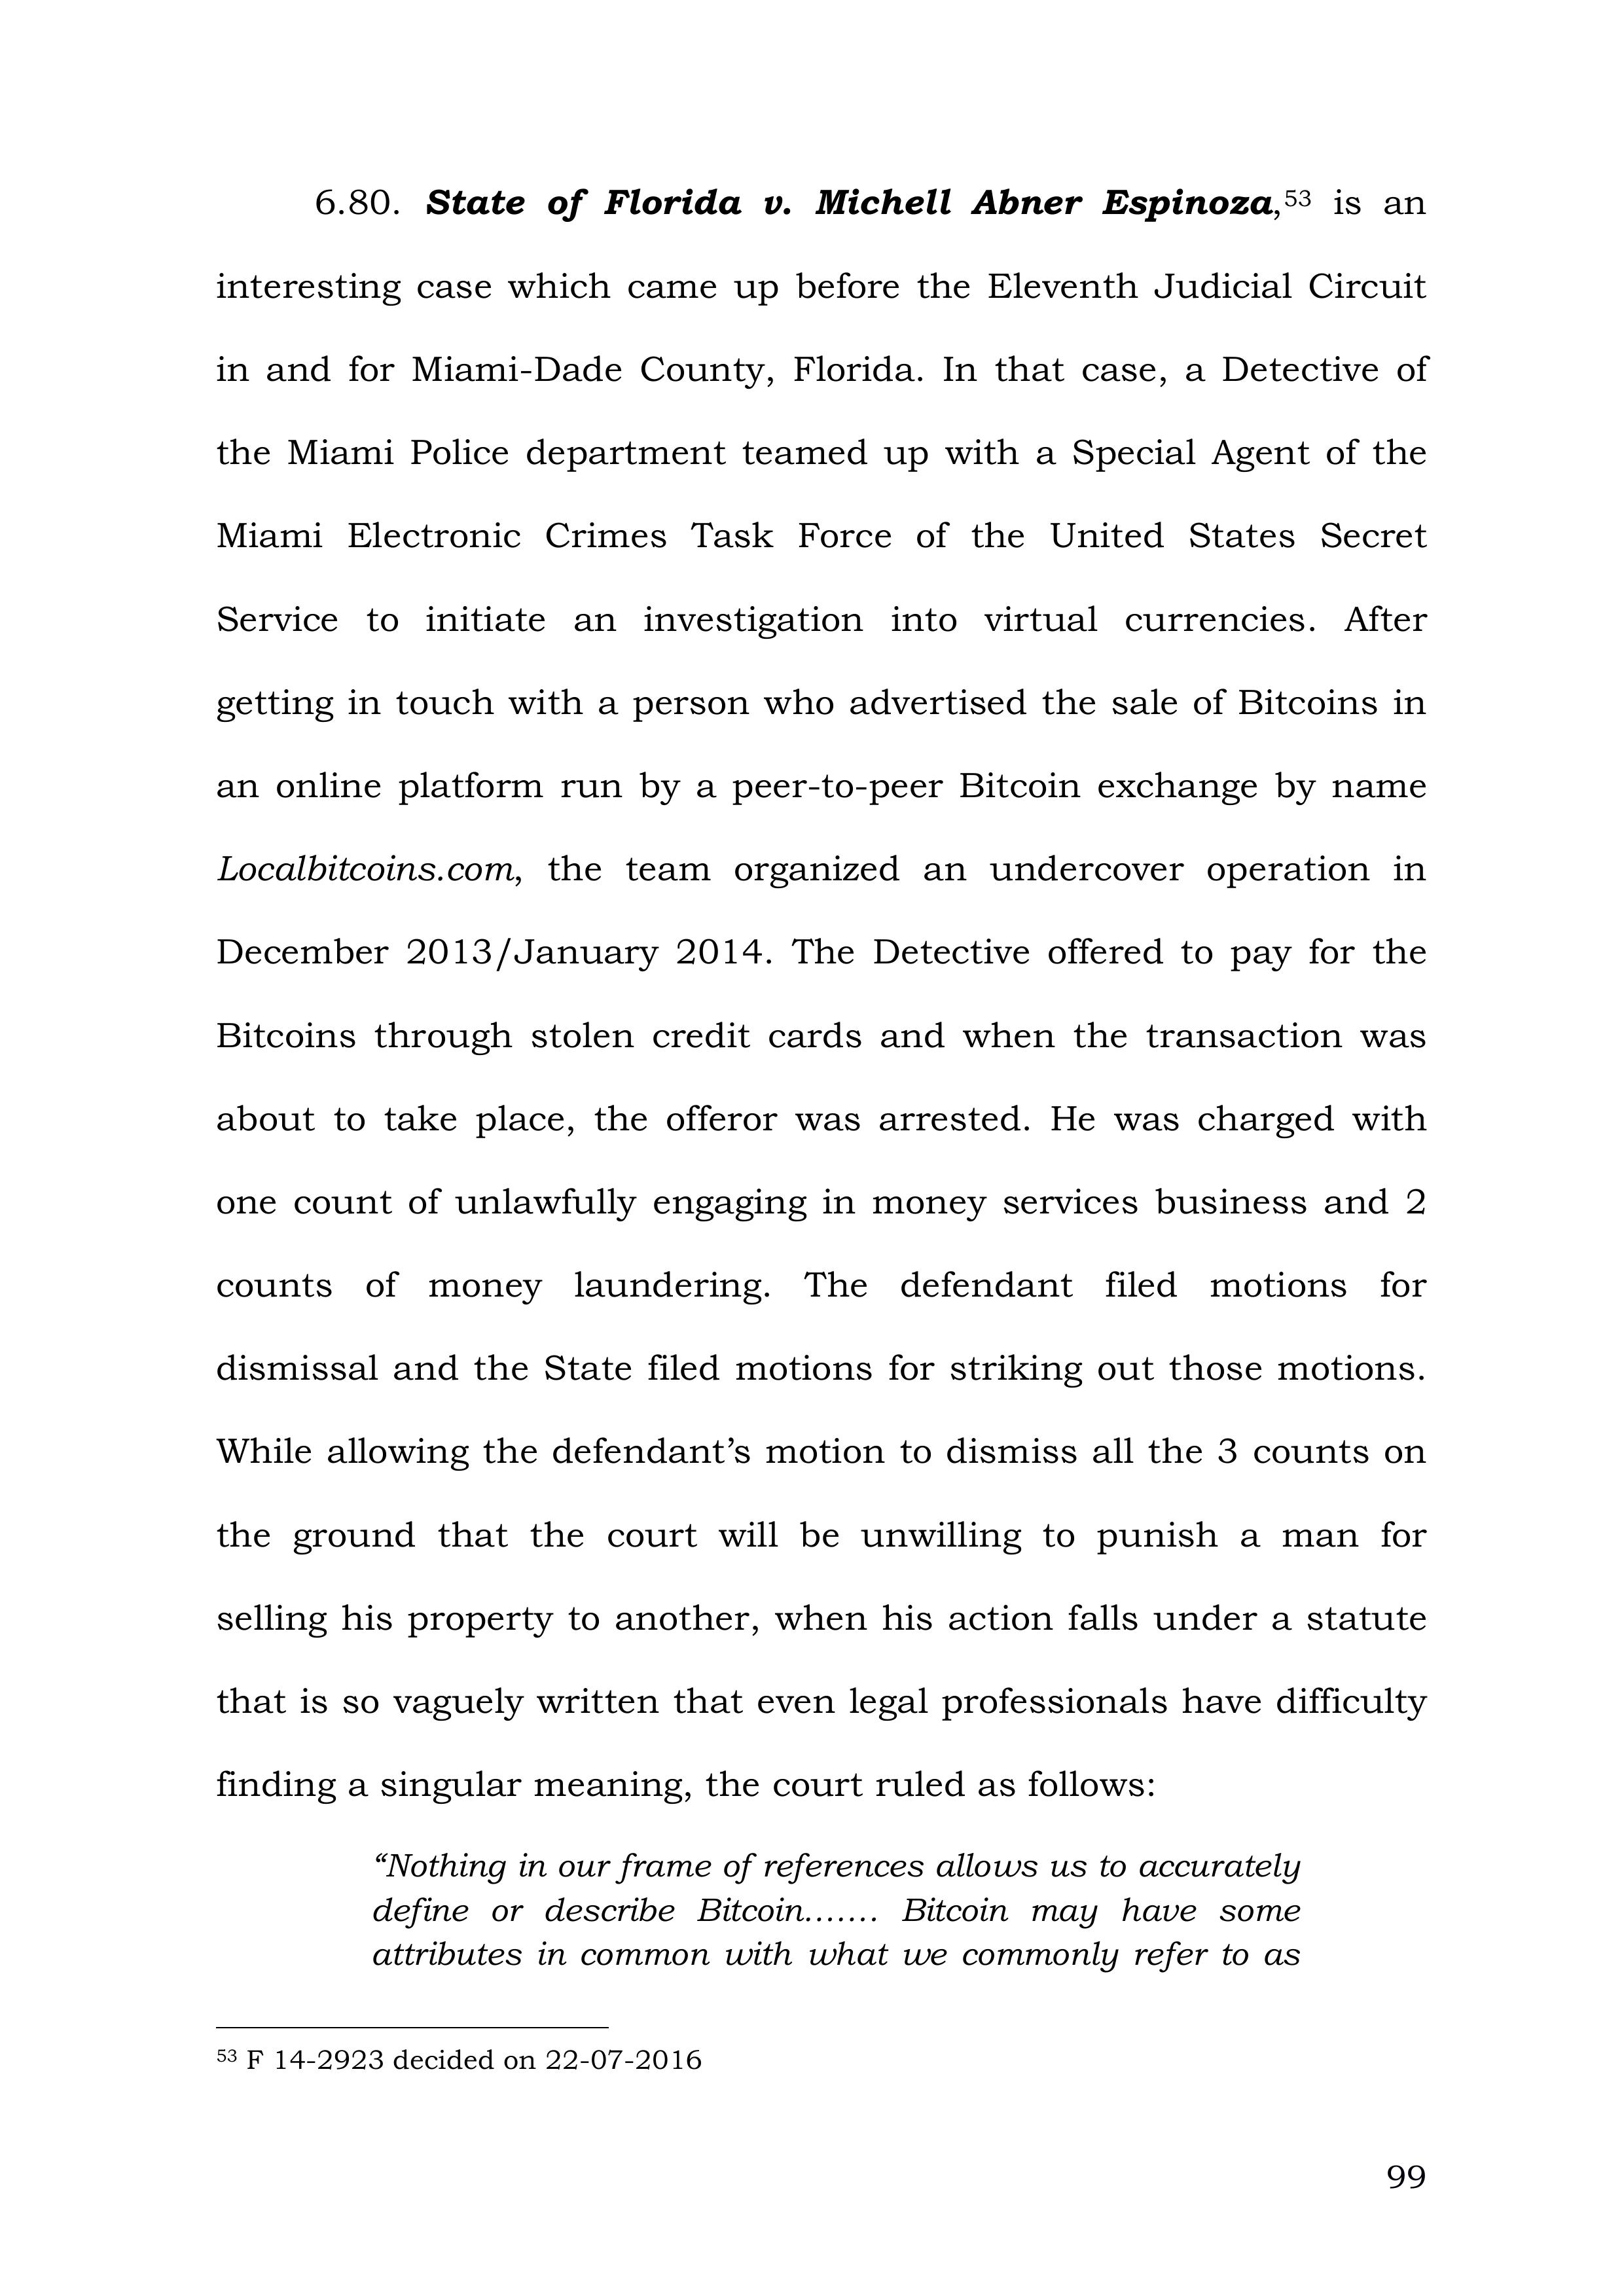 6.80. State of Florida v. Michell Abner Espinoza,53 is an
interesting case which came up before the Eleventh Judicial Circuit
in and for Miami-Dade County, Florida. In that case, a Detective of
the Miami Police department teamed up with a Special Agent of the
Miami Electronic Crimes Task Force of the United States Secret
Service to initiate an investigation into virtual currencies. After
getting in touch with a person who advertised the sale of Bitcoins in
an online platform run by a peer-to-peer Bitcoin exchange by name
Localbitcoins.com, the team organized an undercover operation in
December 2013/January 2014. The Detective offered to pay for the
Bitcoins through stolen credit cards and when the transaction was
about to take place, the offeror was arrested. He was charged with
one count of unlawfully engaging in money services business and 2
counts of money laundering. The defendant filed motions for
dismissal and the State filed motions for striking out those motions.
While allowing the defendant’s motion to dismiss all the 3 counts on
the ground that the court will be unwilling to punish a man for
selling his property to another, when his action falls under a statute
that is so vaguely written that even legal professionals have difficulty
finding a singular meaning, the court ruled as follows:
“Nothing in our frame of references allows us to accurately
define or describe Bitcoin....... Bitcoin may have some
attributes in common with what we commonly refer to as
53 F 14-2923 decided on 22-07-2016
99